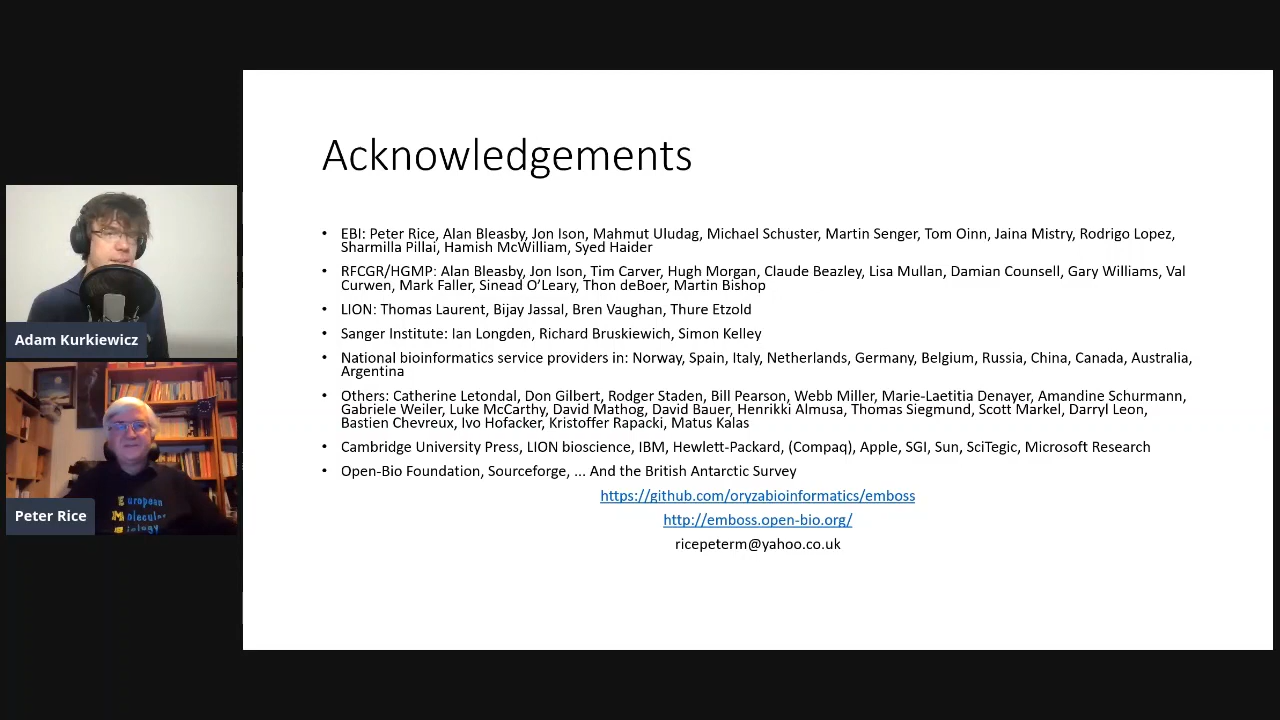 Acknowledgements
• EBI: Peter Rice, Alan Bleasby, Jon Ison, Mahmut Uludag, Michael Schuster, Martin Senger, Tom Oinn, Jaina Mistry, Rodrigo Lopez,
Sharmilla Pillai, Hamish McWilliam, Syed Haider
• RFCGR/HGMP: Alan Bleasby, Jon Ison, Tim Carver, Hugh Morgan, Claude Beazley, Lisa Mullan, Damian Counsell, Gary Williams, Val
Curwen, Mark Faller, Sinead O’Leary, Thon deBoer, Martin Bishop
• LION: Thomas Laurent, Bijay Jassal, Bren Vaughan, Thure Etzold
• Sanger Institute: Ian Longden, Richard Bruskiewich, Simon Kelley
• National bioinformatics service providers in: Norway, Spain, Italy, Netherlands, Germany, Belgium, Russia, China, Canada, Australia,
Argentina
• Others: Catherine Letondal, Don Gilbert, Rodger Staden, Bill Pearson, Webb Miller, Marie-Laetitia Denayer, Amandine Schurmann,
Gabriele Weiler, Luke McCarthy, David Mathog, David Bauer, Henrikki Almusa, Thomas Siegmund, Scott Markel, Darryl Leon,
Bastien Chevreux, Ivo Hofacker, Kristoffer Rapacki, Matus Kalas
• Cambridge University Press, LION bioscience, IBM, Hewlett-Packard, (Compaq), Apple, SGI, Sun, SciTegic, Microsoft Research
• Open-Bio Foundation, Sourceforge, ... And the British Antarctic Survey
https://github.com/oryzabioinformatics/emboss
http://emboss.open-bio.org/
ricepeterm@yahoo.co.uk
Adam Kurkiewicz
European
Molecular
Biology
Peter Rice